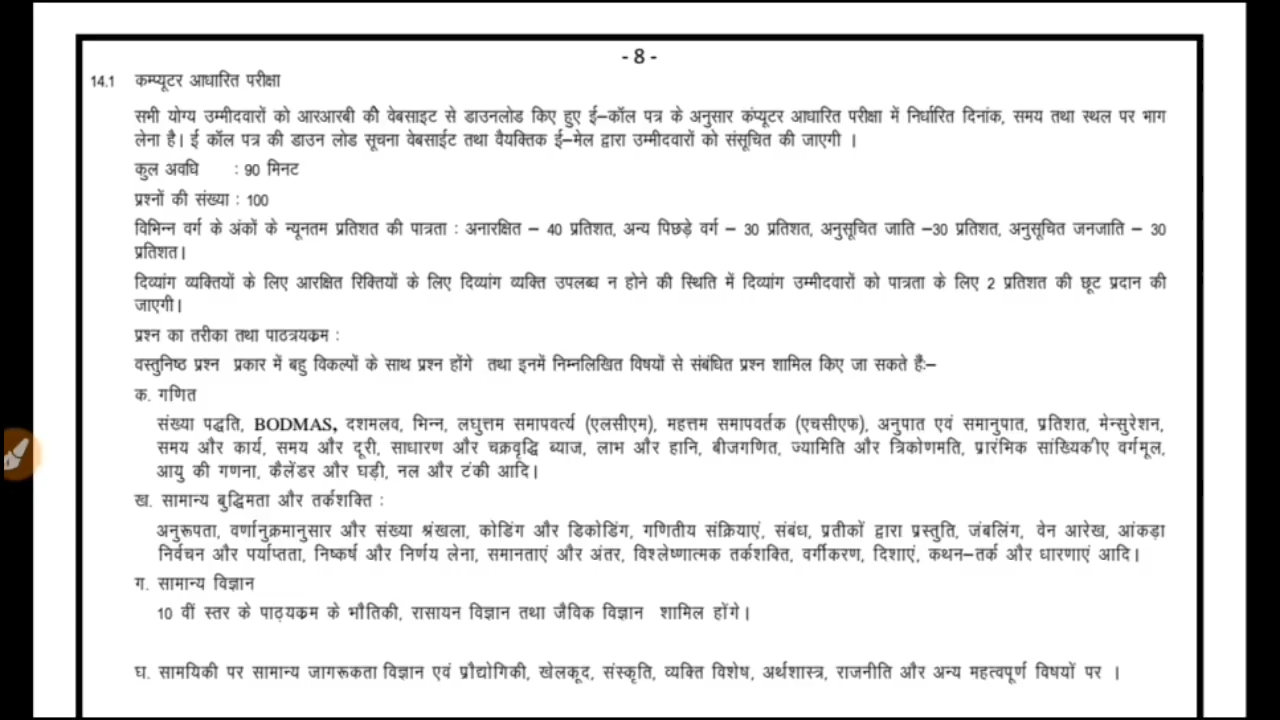 - 8 -
14.1 कम्प्यूटर आधारित परीक्षा
सभी योग्य उम्मीदवारों को आरआरबी की वेबसाइट से डाउनलोड किए हुए ई–कॉल पत्र के अनुसार कंप्यूटर आधारित परीक्षा में निर्धारित दिनांक, समय तथा स्थल पर भाग
लेना है। ई कॉल पत्र की डाउन लोड सूचना वेबसाईट तथा वैयक्तिक ई–मेल द्वारा उम्मीदवारों को संसूचित की जाएगी ।
कुल अवधि : 90 मिनट
प्रश्नों की संख्या : 100
विभिन्न वर्ग के अंकों के न्यूनतम प्रतिशत की पात्रता : अनारक्षित – 40 प्रतिशत, अन्य पिछड़े वर्ग – 30 प्रतिशत, अनुसूचित जाति –30 प्रतिशत, अनुसूचित जनजाति – 30
प्रतिशत।
दिव्यांग व्यक्तियों के लिए आरक्षित रिक्तियों के लिए दिव्यांग व्यक्ति उपलब्ध न होने की स्थिति में दिव्यांग उम्मीदवारों को पात्रता के लिए 2 प्रतिशत की छूट प्रदान की
जाएगी।
प्रश्न का तरीका तथा पाठत्रयक्रम :
वस्तुनिष्ठ प्रश्न प्रकार में बहु विकल्पों के साथ प्रश्न होंगे तथा इनमें निम्नलिखित विषयों से संबंधित प्रश्न शामिल किए जा सकते हैः–
क. गणित
संख्या पद्धति, BODMAS, दशमलव, भिन्न, लघुत्तम समापवर्त्य (एलसीएम), महत्तम समापवर्तक (एचसीएफ), अनुपात एवं समानुपात, प्रतिशत, मेन्सुरेशन,
समय और कार्य, समय और दूरी, साधारण और चक्रवृद्धि ब्याज, लाभ और हानि, बीजगणित, ज्यामिति और त्रिकोणमति, प्रारंभिक सांख्यिकीए वर्गमूल,
आयु की गणना, कैलेंडर और घड़ी, नल और टंकी आदि।
ख. सामान्य बुद्धिमता और तर्कशक्ति :
अनुरूपता, वर्णानुक्रमानुसार और संख्या श्रंखला, कोडिंग और डिकोडिंग, गणितीय संक्रियाएं, संबंध, प्रतीकों द्वारा प्रस्तुति, जंबलिंग, वेन आरेख, आंकड़ा
निर्वचन और पर्याप्तता, निष्कर्ष और निर्णय लेना, समानताएं और अंतर, विश्लेष्णात्मक तर्कशक्ति, वर्गीकरण, दिशाएं, कथन–तर्क और धारणाएं आदि।
ग. सामान्य विज्ञान
10 वीं स्तर के पाठ्यक्रम के भौतिकी, रासायन विज्ञान तथा जैविक विज्ञान शामिल होंगे।
घ. सामयिकी पर सामान्य जागरूकता विज्ञान एवं प्रौद्योगिकी, खेलकूद, संस्कृति, व्यक्ति विशेष, अर्थशास्त्र, राजनीति और अन्य महत्वपूर्ण विषयों पर ।